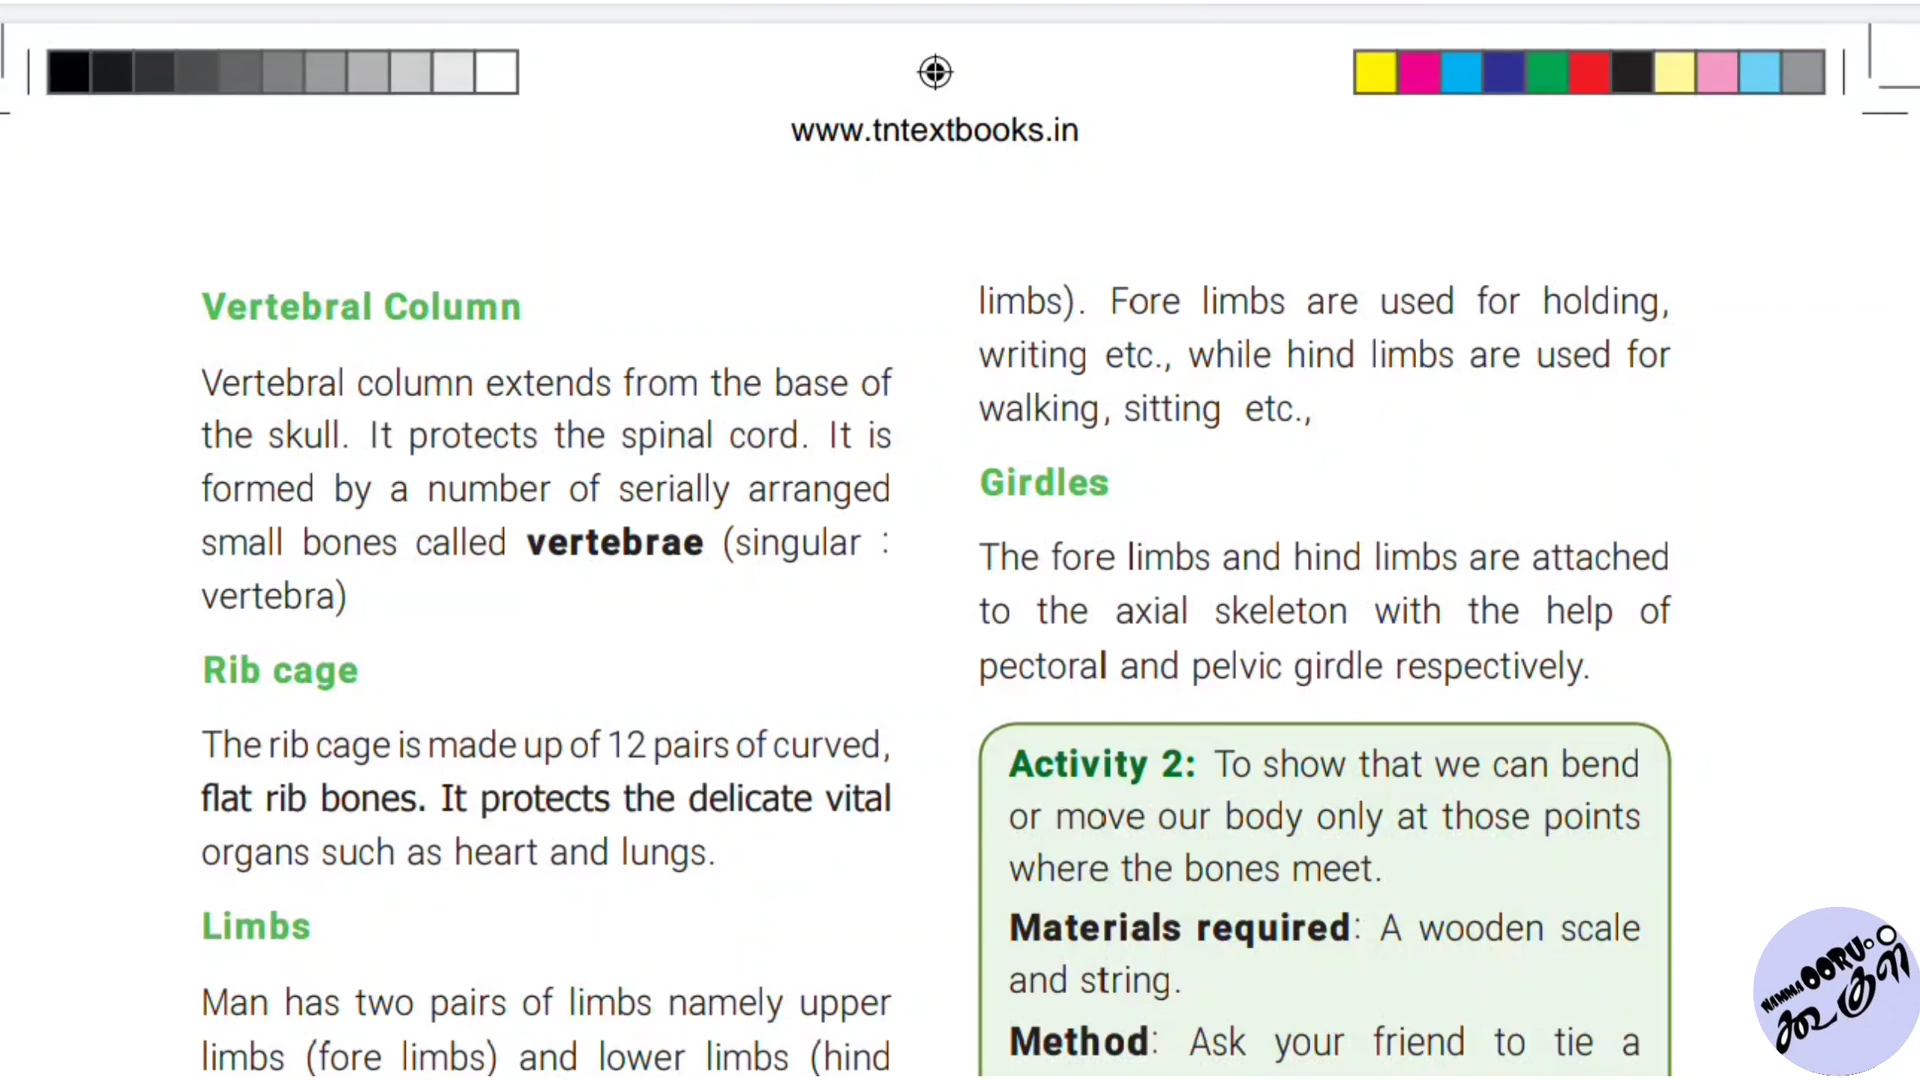 www.tntextbooks.in
Vertebral Column
Vertebral column extends from the base of
the skull. It protects the spinal cord. It is
formed by a number of serially arranged
small bones called vertebrae (singular :
vertebra)
Rib cage
The rib cage is made up of 12 pairs of curved,
flat rib bones. It protects the delicate vital
organs such as heart and lungs.
Limbs
Man has two pairs of limbs namely upper
limbs (fore limbs) and lower limbs (hind
limbs). Fore limbs are used for holding,
writing etc., while hind limbs are used for
walking, sitting etc.,
Girdles
The fore limbs and hind limbs are attached
to the axial skeleton with the help of
pectoral and pelvic girdle respectively.
Activity 2: To show that we can bend
or move our body only at those points
where the bones meet.
Materials required: A wooden scale
and string.
Method: Ask your friend to tie a
NAMMA OORU